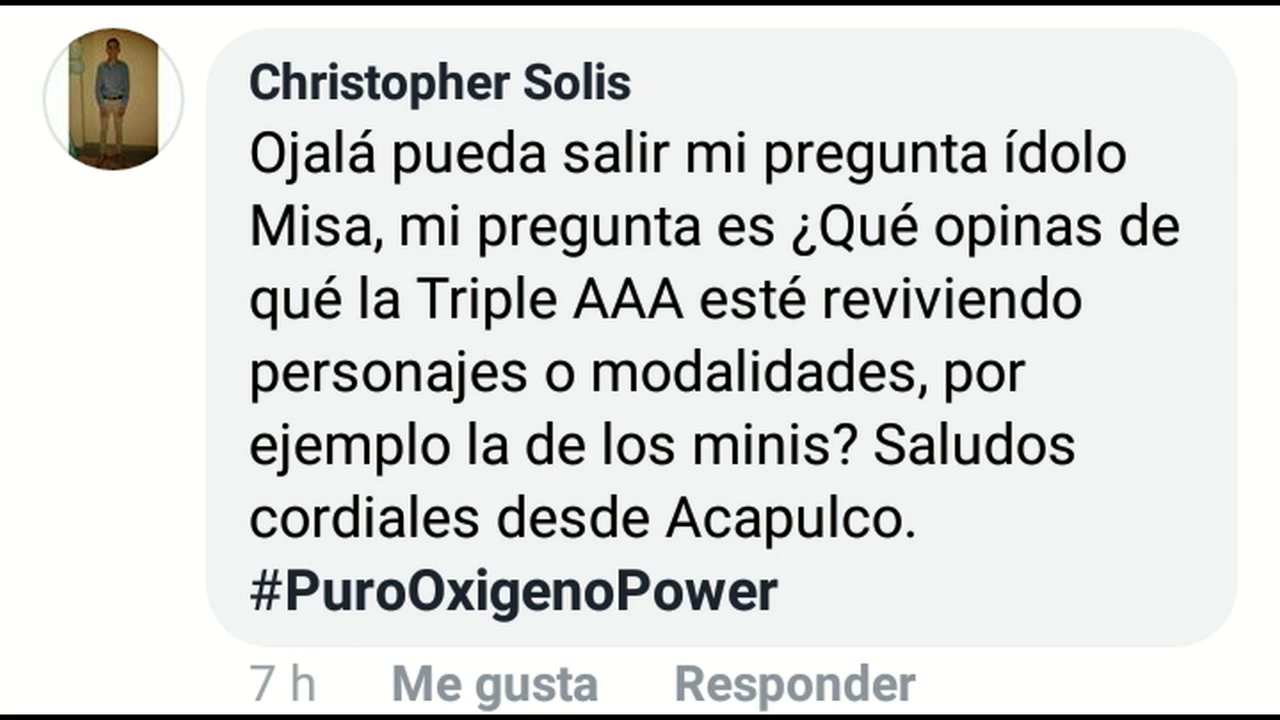 Christopher Solis
Ojalá pueda salir mi pregunta ídolo
Misa, mi pregunta es ¿Qué opinas de
qué la Triple AAA esté reviviendo
personajes o modalidades, por
ejemplo la de los minis? Saludos
cordiales desde Acapulco.
#PuroOxigenoPower
7 h Me gusta Responder